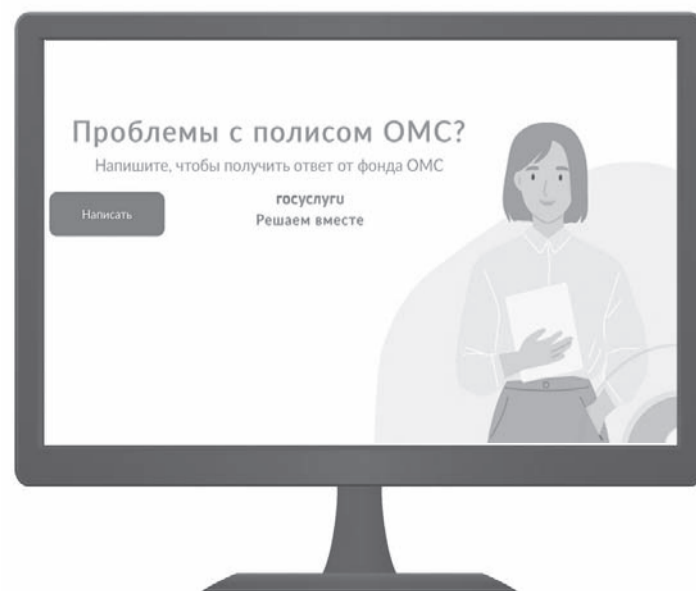 Проблемы с полисом ОМС?
Напишите, чтобы получить ответ от фонда ОМС
Написать
госуслуги
Решаем вместе